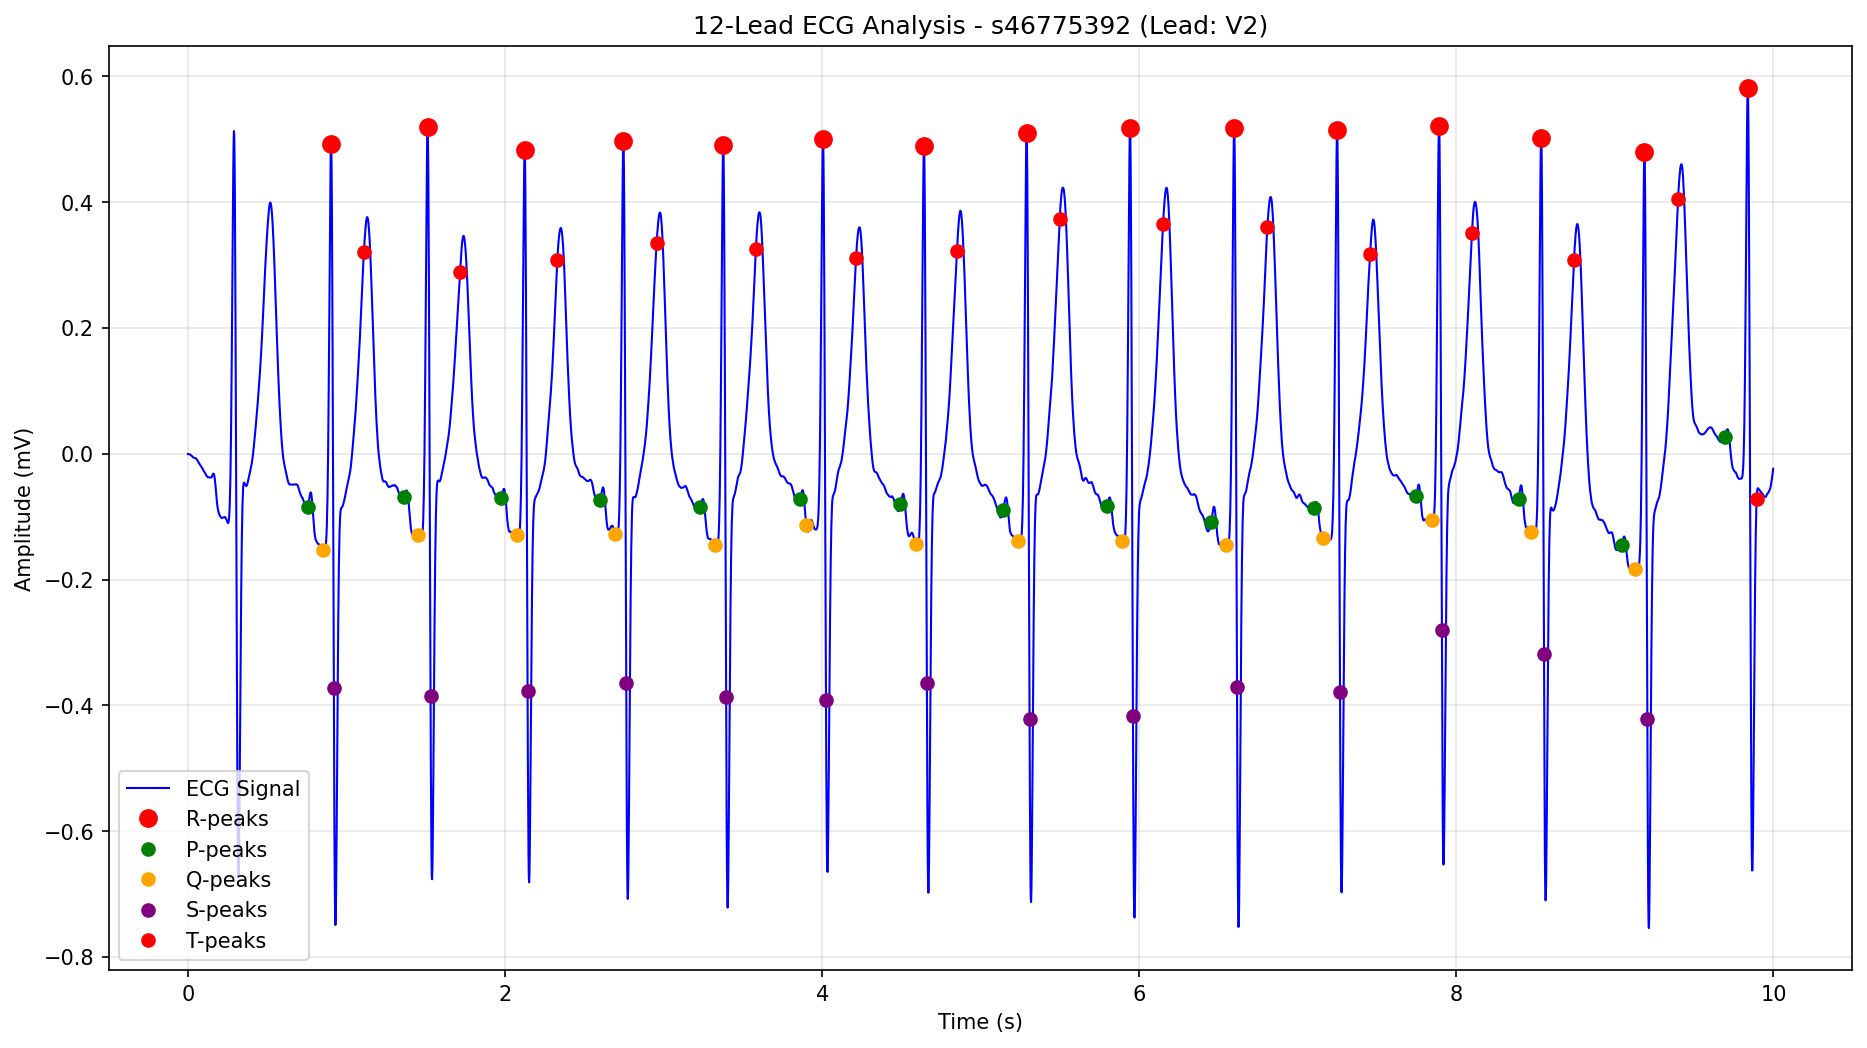 12-Lead ECG Analysis - s46775392 (Lead: V2)
Amplitude (mV)
0.6
0.4
0.2
0.0
−0.2
−0.4
−0.6
−0.8
ECG Signal
R-peaks
P-peaks
Q-peaks
S-peaks
T-peaks
0 2 4 6 8 10
Time (s)